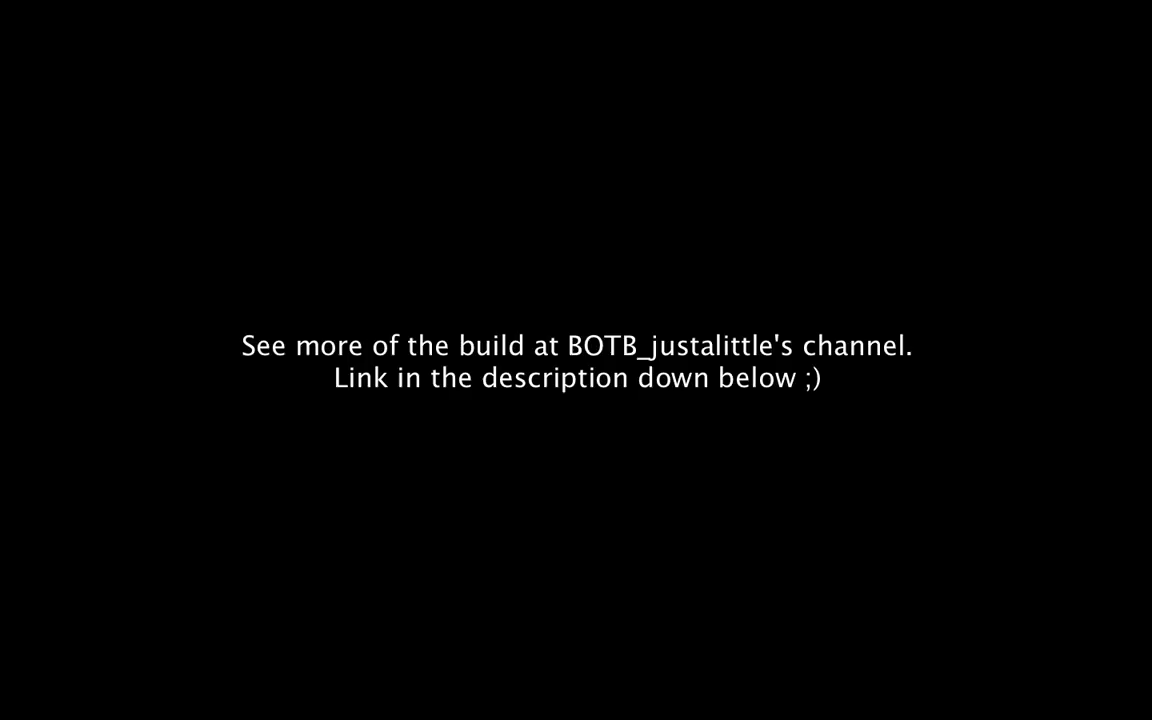 See more of the build at BOTB_justalittle's channel.
Link in the description down below ;)